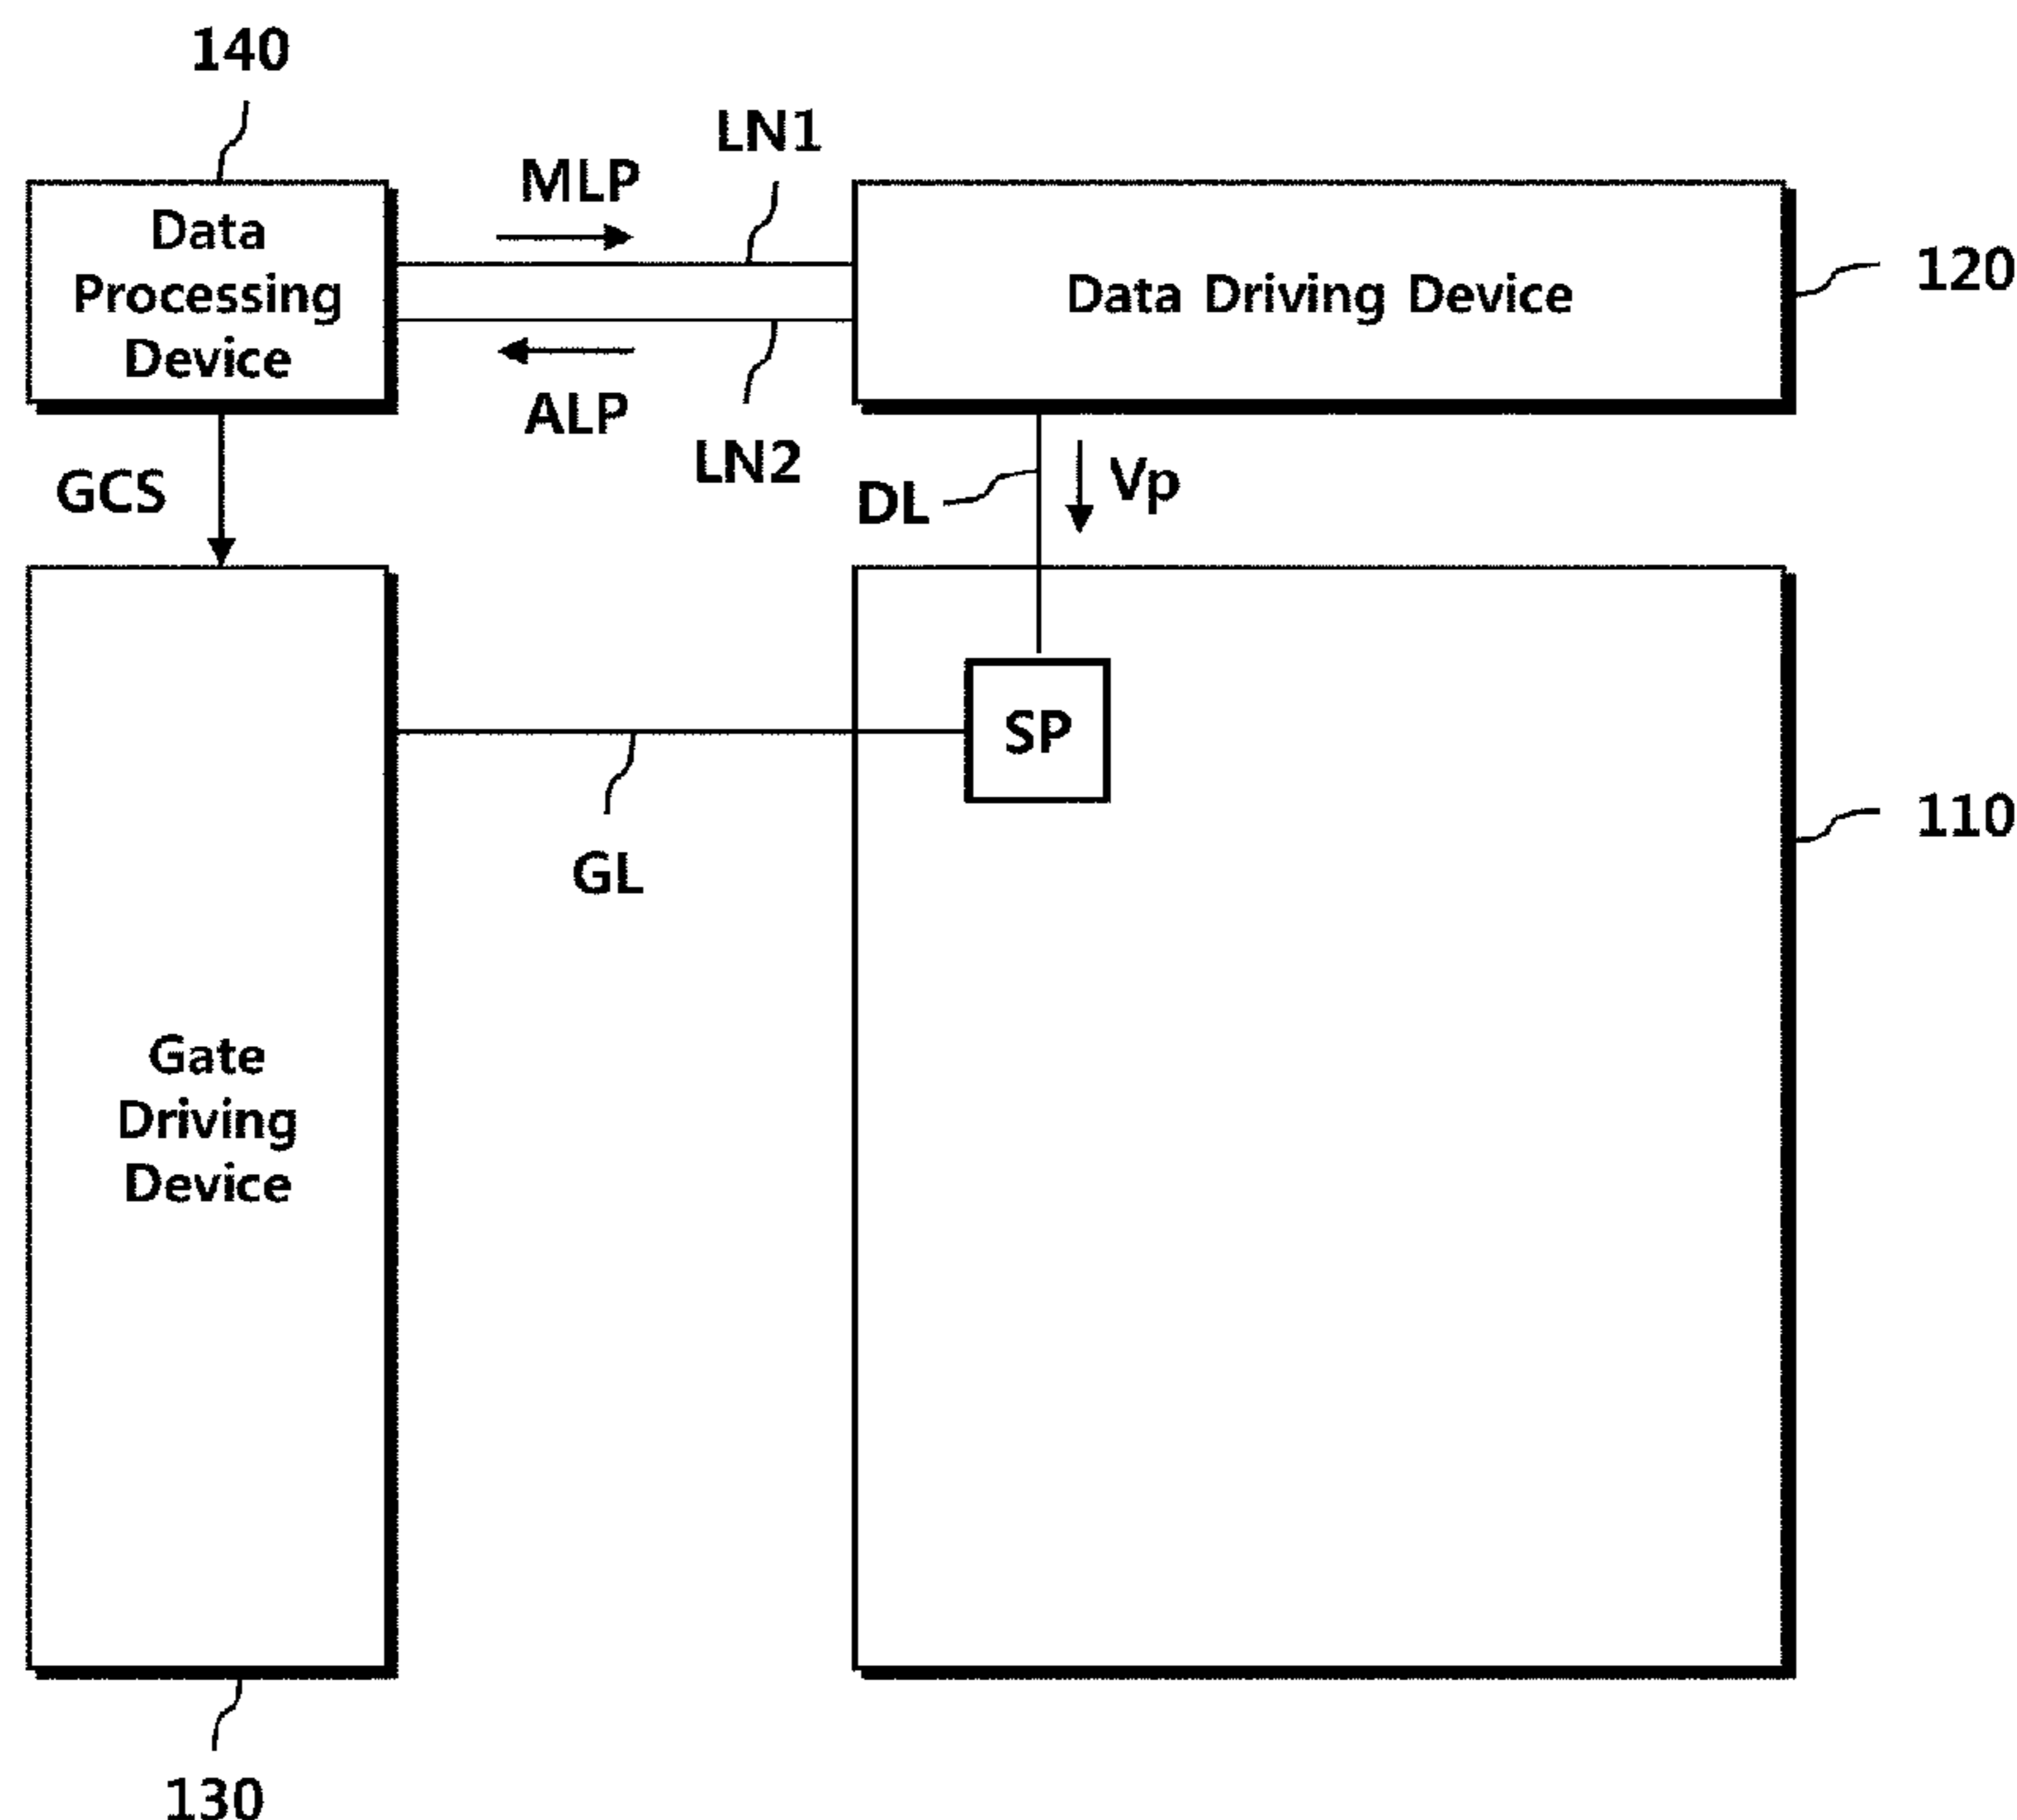 140
LN1
MLP
Data
Processing
Device
Data Driving Device
120
ALP
LN2
GCS
DL
Vp
SP
110
GL
Gate
Driving
Device
130